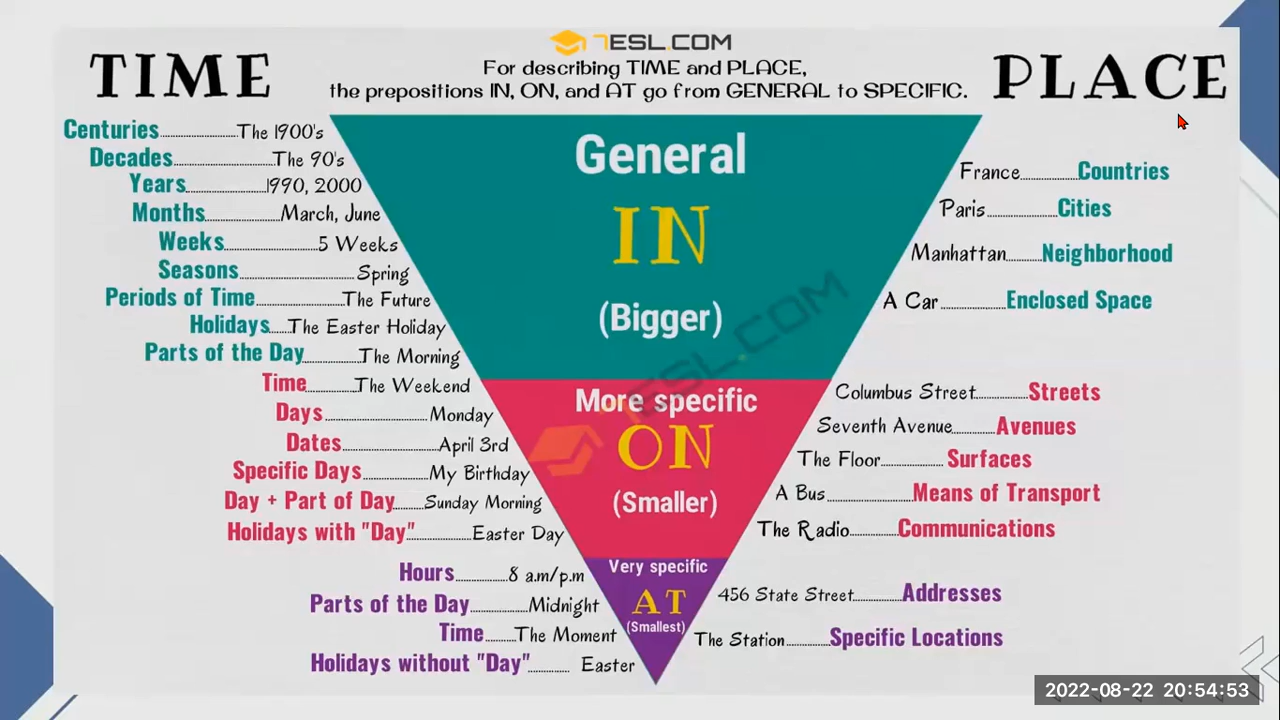 7ESL.COM
For describing TIME and PLACE,
the prepositions IN, ON, and AT go from GENERAL to SPECIFIC.
TIME
Centuries.....................The 1900's
Decades.....................The 90's
Years.....................1990, 2000
Months.....................March, June
Weeks.....................5 Weeks
Seasons.....................Spring
Periods of Time.....................The Future
Holidays......The Easter Holiday
Parts of the Day...............The Morning
Time...............The Weekend
Days.....................Monday
Dates.....................April 3rd
Specific Days.....................My Birthday
Day + Part of Day.........Sunday Morning
Holidays with "Day"...............Easter Day
Hours...............8 a.m/p.m
Parts of the Day...............Midnight
Time.........The Moment
Holidays without "Day"............ Easter
General
IN
(Bigger)
More specific
ON
(Smaller)
Very specific
AT
(Smallest)
7ESL.COM
PLACE
France...............Countries
Paris...............Cities
Manhattan.........Neighborhood
A Car...............Enclosed Space
Columbus Street...............Streets
Seventh Avenue............Avenues
The Floor............... Surfaces
A Bus.....................Means of Transport
The Radio...............Communications
456 State Street...............Addresses
The Station............Specific Locations
2022-08-22 20:54:53